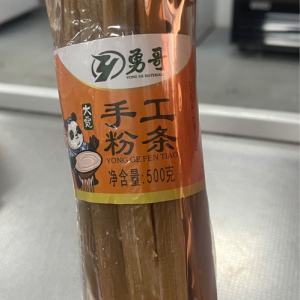 勇哥
YONG GE MATERIALS
大宽
手工
粉条
YONG GE FEN TIAO
净含量:500克